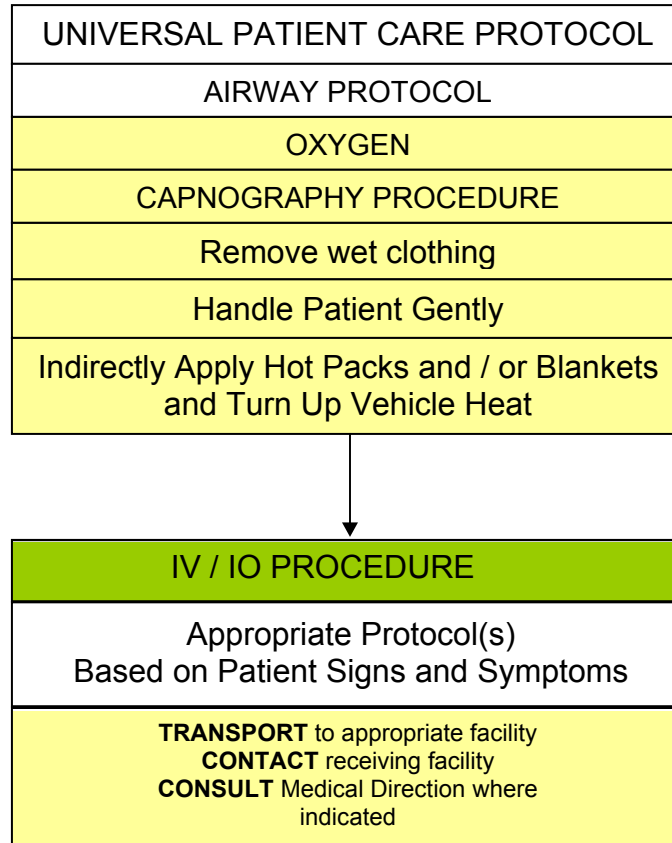 UNIVERSAL PATIENT CARE PROTOCOL
AIRWAY PROTOCOL
OXYGEN
CAPNOGRAPHY PROCEDURE
Remove wet clothing
Handle Patient Gently
Indirectly Apply Hot Packs and / or Blankets
and Turn Up Vehicle Heat
IV / IO PROCEDURE
Appropriate Protocol(s)
Based on Patient Signs and Symptoms
TRANSPORT to appropriate facility
CONTACT receiving facility
CONSULT Medical Direction where
indicated